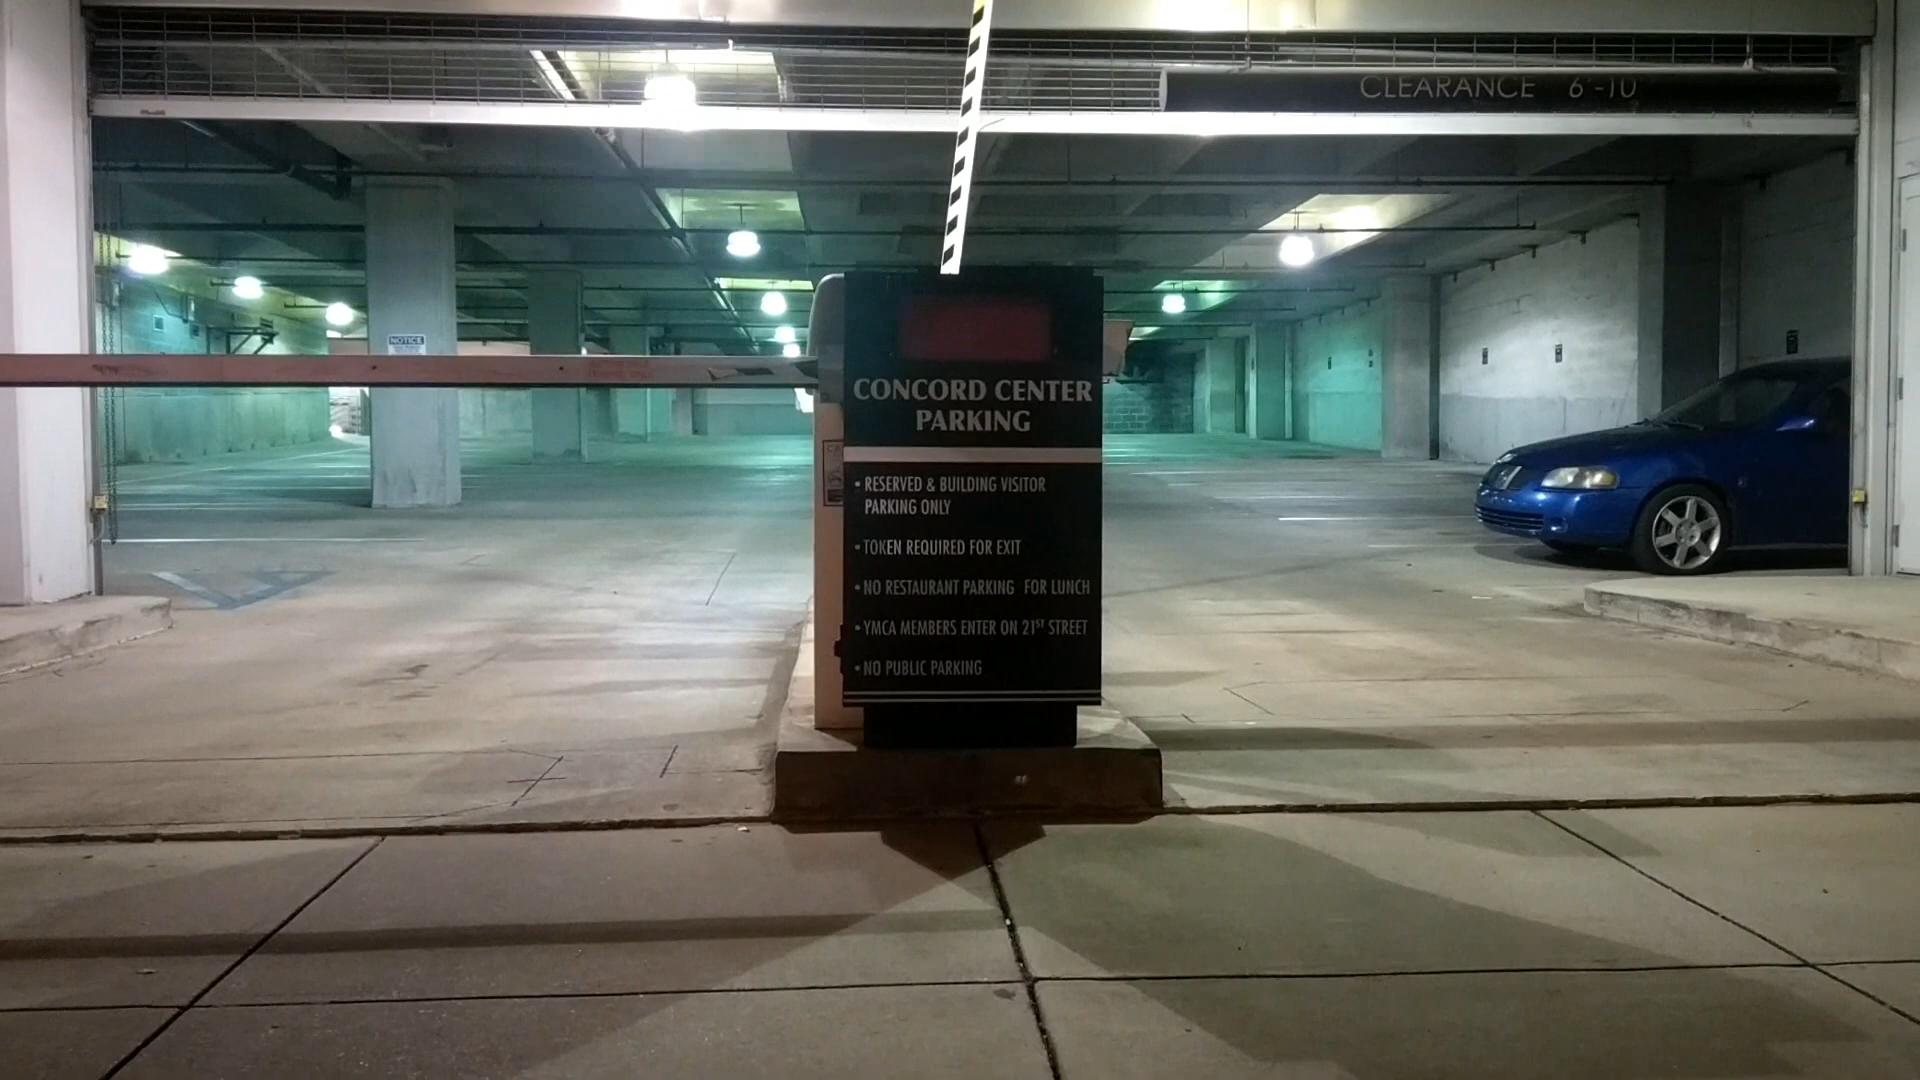 CLEARANCE 6'-10"
NOTICE
CONCORD CENTER
PARKING
• RESERVED & BUILDING VISITOR
PARKING ONLY
• TOKEN REQUIRED FOR EXIT
• NO RESTAURANT PARKING FOR LUNCH
• YMCA MEMBERS ENTER ON 21ST STREET
• NO PUBLIC PARKING